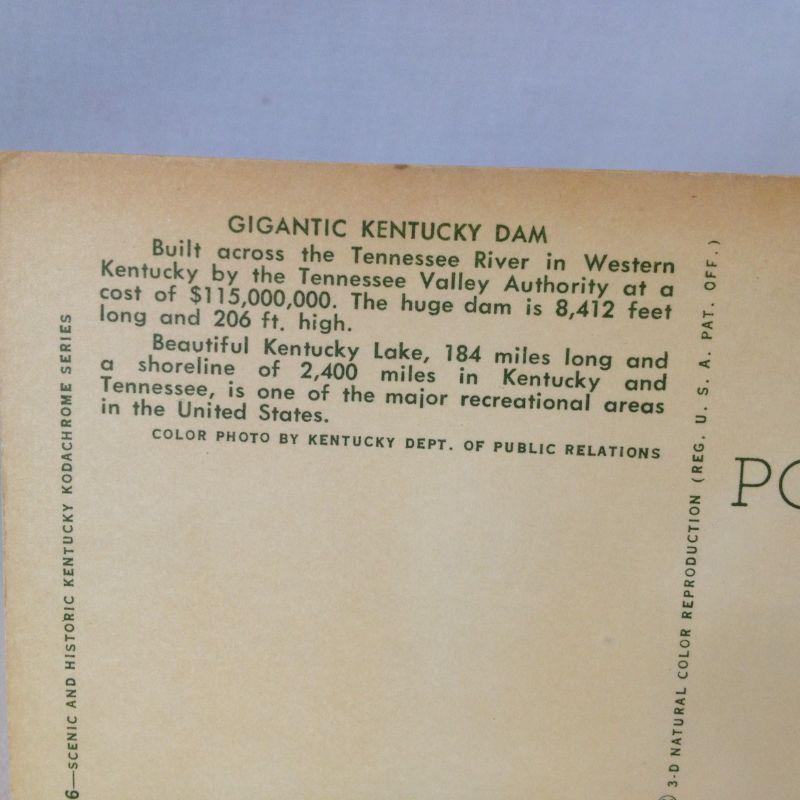 GIGANTIC KENTUCKY DAM
Built across the Tennessee River in Western
Kentucky by the Tennessee Valley Authority at a
cost of $115,000,000. The huge dam is 8,412 feet
long and 206 ft. high.
Beautiful Kentucky Lake, 184 miles long and
a shoreline of 2,400 miles in Kentucky and
Tennessee, is one of the major recreational areas
in the United States.
COLOR PHOTO BY KENTUCKY DEPT. OF PUBLIC RELATIONS
6—SCENIC AND HISTORIC KENTUCKY KODACHROME SERIES
3-D NATURAL COLOR REPRODUCTION (REG. U. S. A. PAT. OFF.)